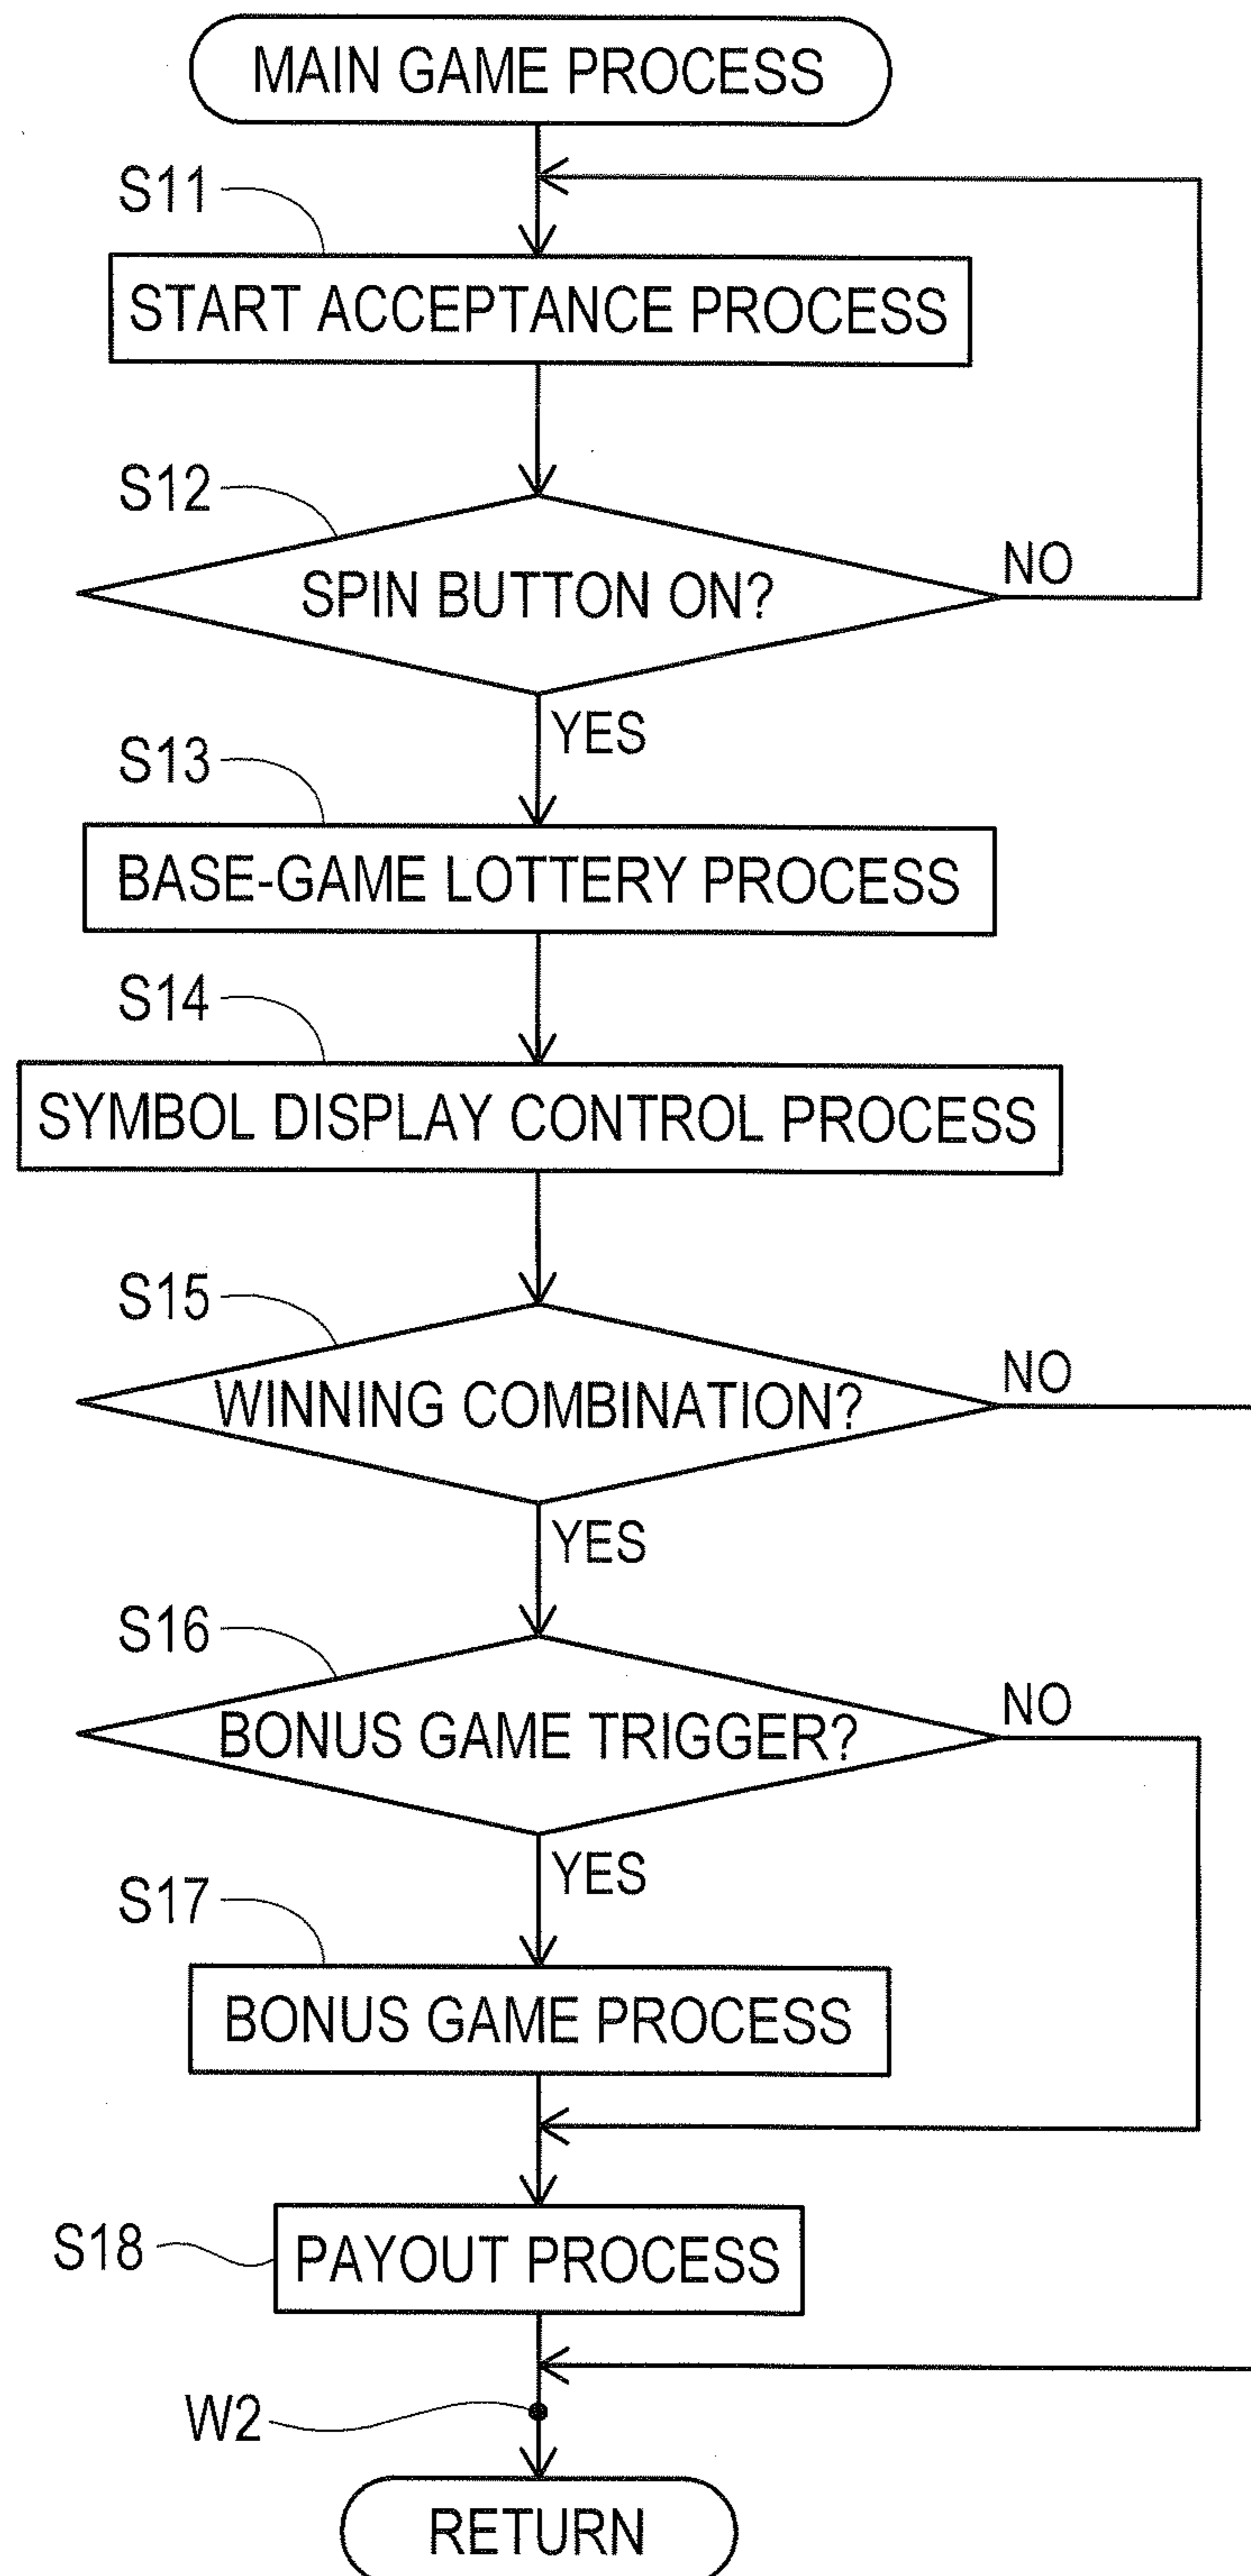 MAIN GAME PROCESS
S11
START ACCEPTANCE PROCESS
S12
SPIN BUTTON ON?
NO
YES
S13
BASE-GAME LOTTERY PROCESS
S14
SYMBOL DISPLAY CONTROL PROCESS
S15
WINNING COMBINATION?
NO
YES
S16
BONUS GAME TRIGGER?
NO
YES
S17
BONUS GAME PROCESS
S18
PAYOUT PROCESS
W2
RETURN